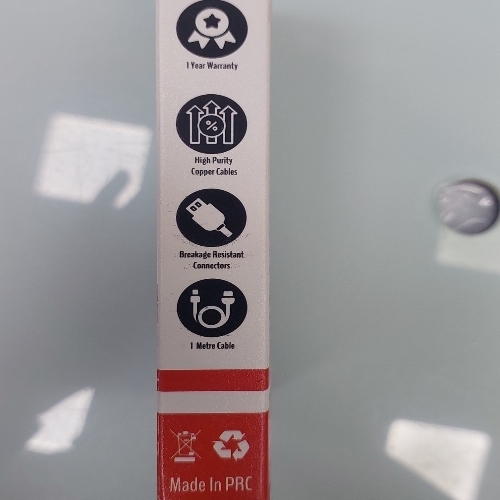 1 Year Warranty
%
High Purity
Copper Cables
Breakage Resistant
Connectors
1 Metre Cable
Made In PRC